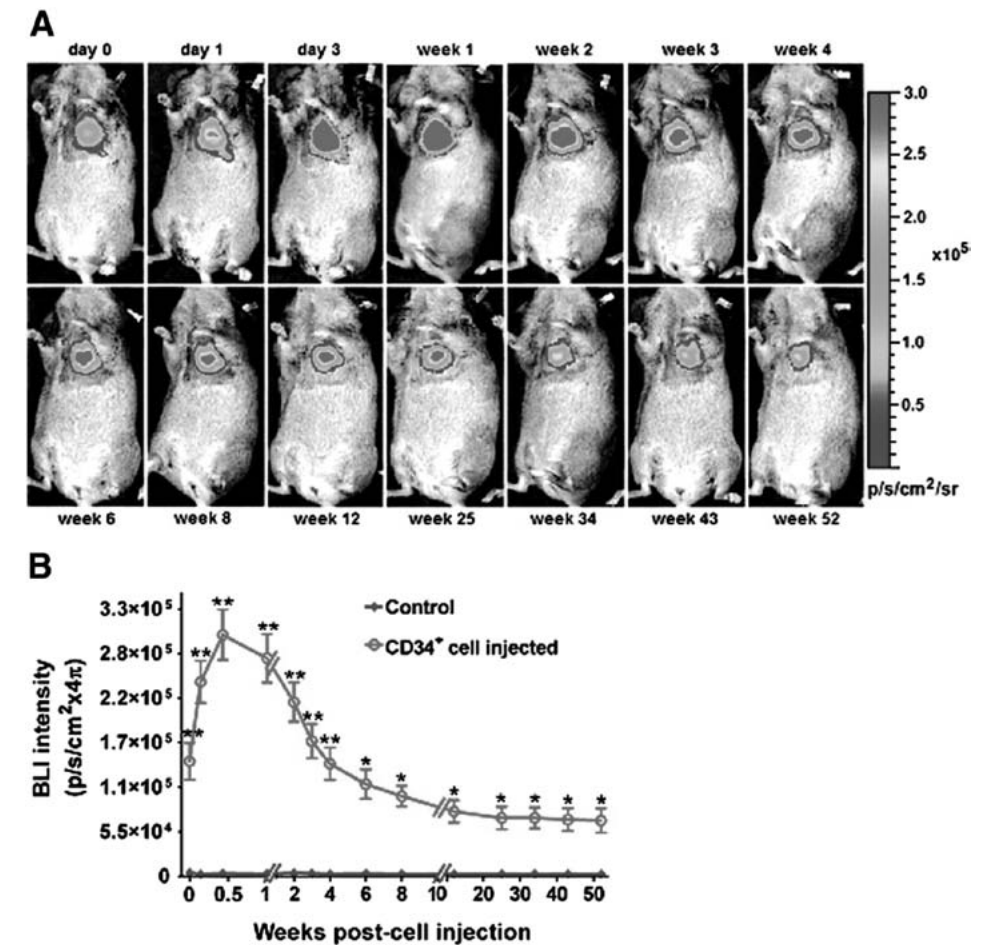 A
day 0 day 1 day 3 week 1 week 2 week 3 week 4
3.0
2.5
2.0
x10⁵
1.5
1.0
0.5
p/s/cm²/sr
week 6 week 8 week 12 week 25 week 34 week 43 week 52
B
BLI intensity
(p/s/cm²x4π)
3.3×10⁵
2.8×10⁵
2.2×10⁵
1.7×10⁵
1.1×10⁵
5.5×10⁴
0
** ** ** ** ** ** ** * * * * * * *
Control
CD34⁺ cell injected
0 0.5 1 2 4 6 8 10 20 30 40 50
Weeks post-cell injection